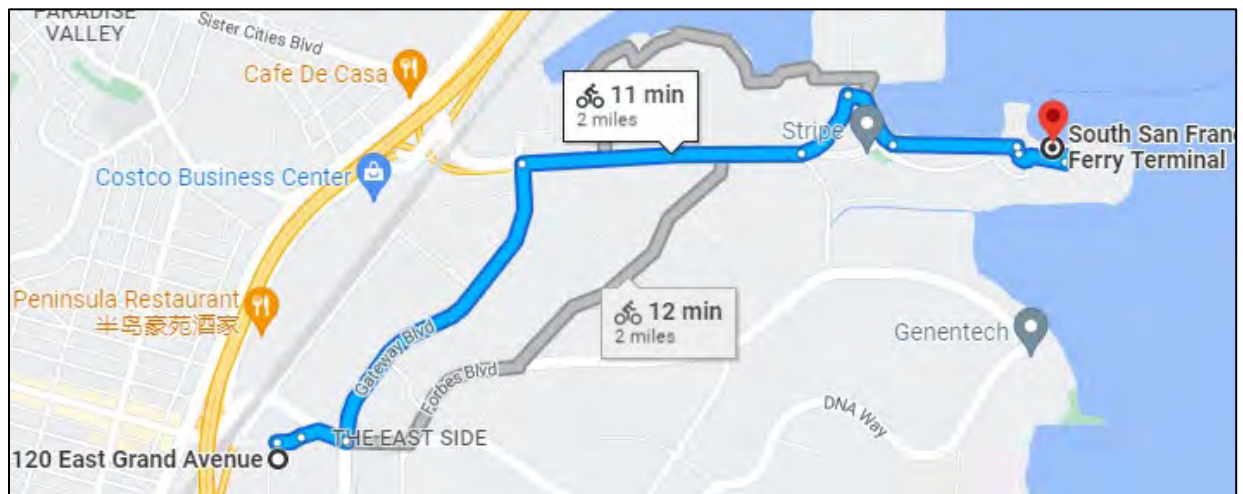 PARADISE
VALLEY
Sister Cities Blvd
Cafe De Casa
11 min
2 miles
Stripe
South San Fran
Ferry Terminal
Costco Business Center
Peninsula Restaurant
半岛豪苑酒家
12 min
2 miles
Genentech
Gateway Blvd
Forbes Blvd
DNA Way
THE EAST SIDE
120 East Grand Avenue